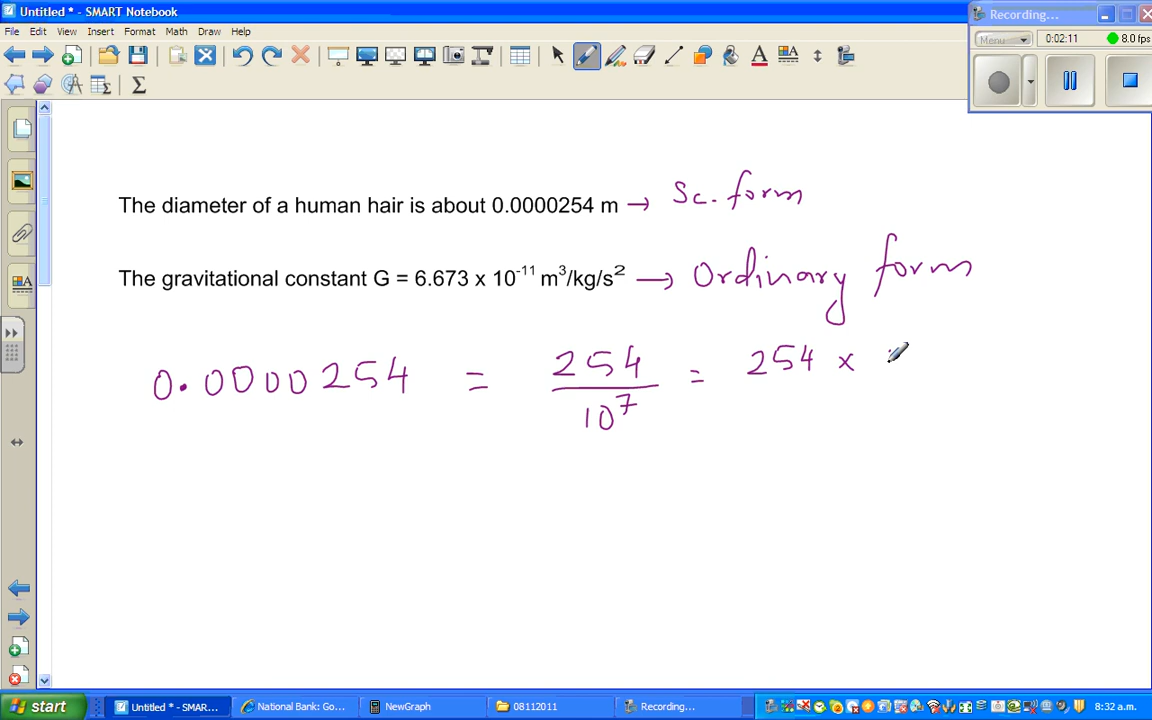 Untitled * - SMART Notebook
Recording...
File Edit View Insert Format Math Draw Help
Menu 0:02:11 8.0 fps
The diameter of a human hair is about 0.0000254 m → Sc. form
The gravitational constant G = 6.673 x 10⁻¹¹ m³/kg/s² → Ordinary form
0.0000254 = 254/10⁷ = 254 ×
start Untitled * - SMAR... National Bank: Go... NewGraph 08112011 Recording... 8:32 a.m.